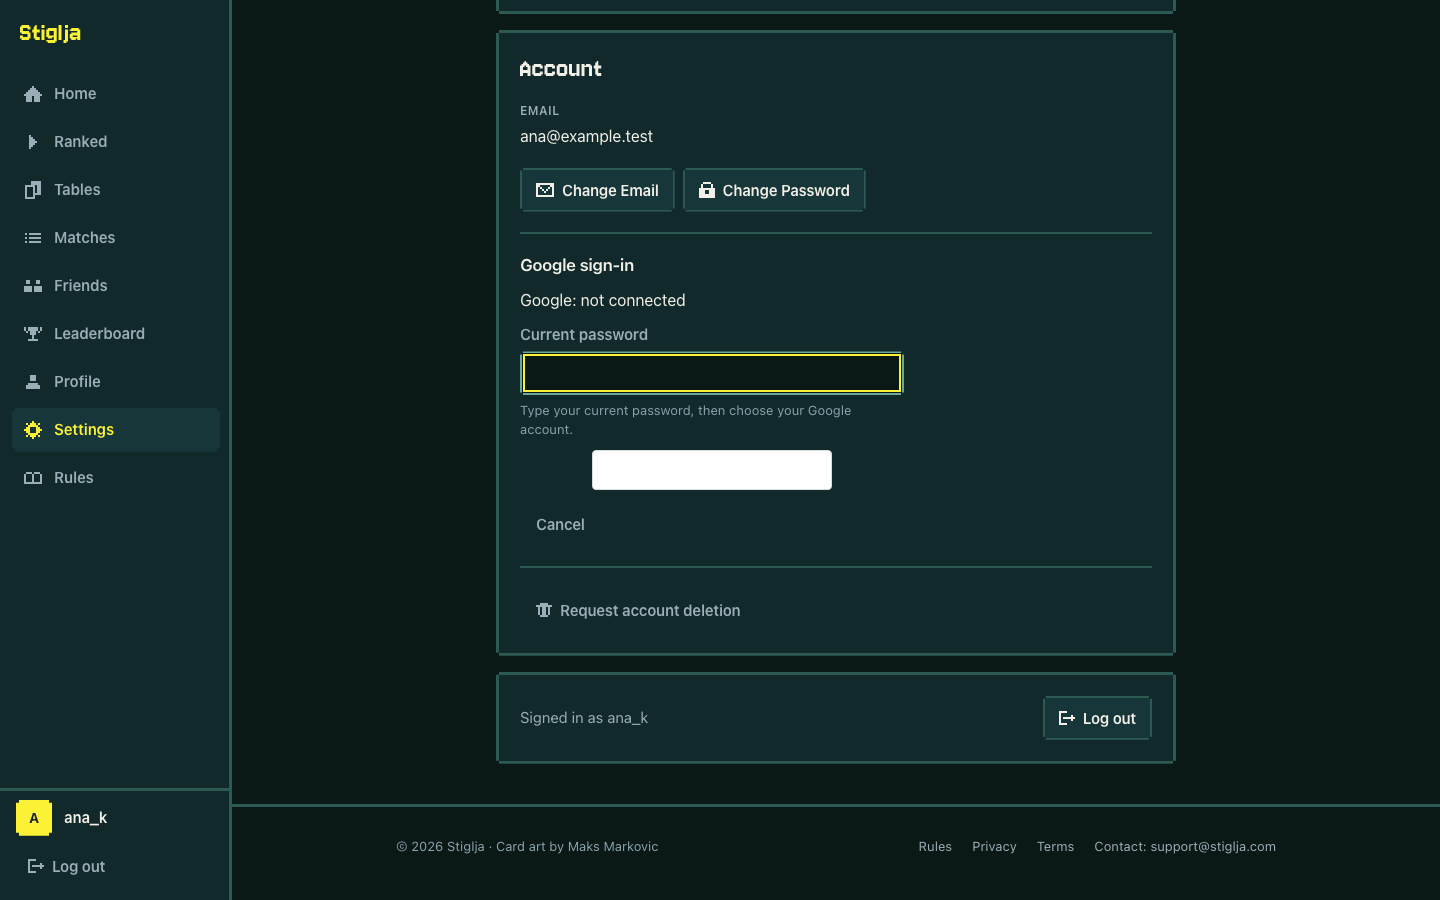 Stiglja
Home
Ranked
Tables
Matches
Friends
Leaderboard
Profile
Settings
Rules
A
ana_k
Log out
Account
EMAIL
ana@example.test
Change Email
Change Password
Google sign-in
Google: not connected
Current password
Type your current password, then choose your Google
account.
Cancel
Request account deletion
Signed in as ana_k
Log out
© 2026 Stiglja · Card art by Maks Markovic
Rules
Privacy
Terms
Contact: support@stiglja.com